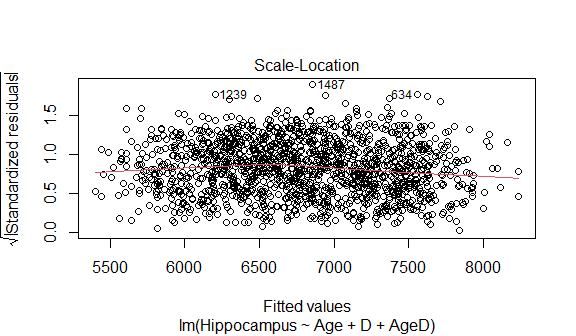 Scale-Location
√|Standardized residuals|
1239
1487
634
0.0 0.5 1.0 1.5
5500 6000 6500 7000 7500 8000
Fitted values
lm(Hippocampus ~ Age + D + AgeD)